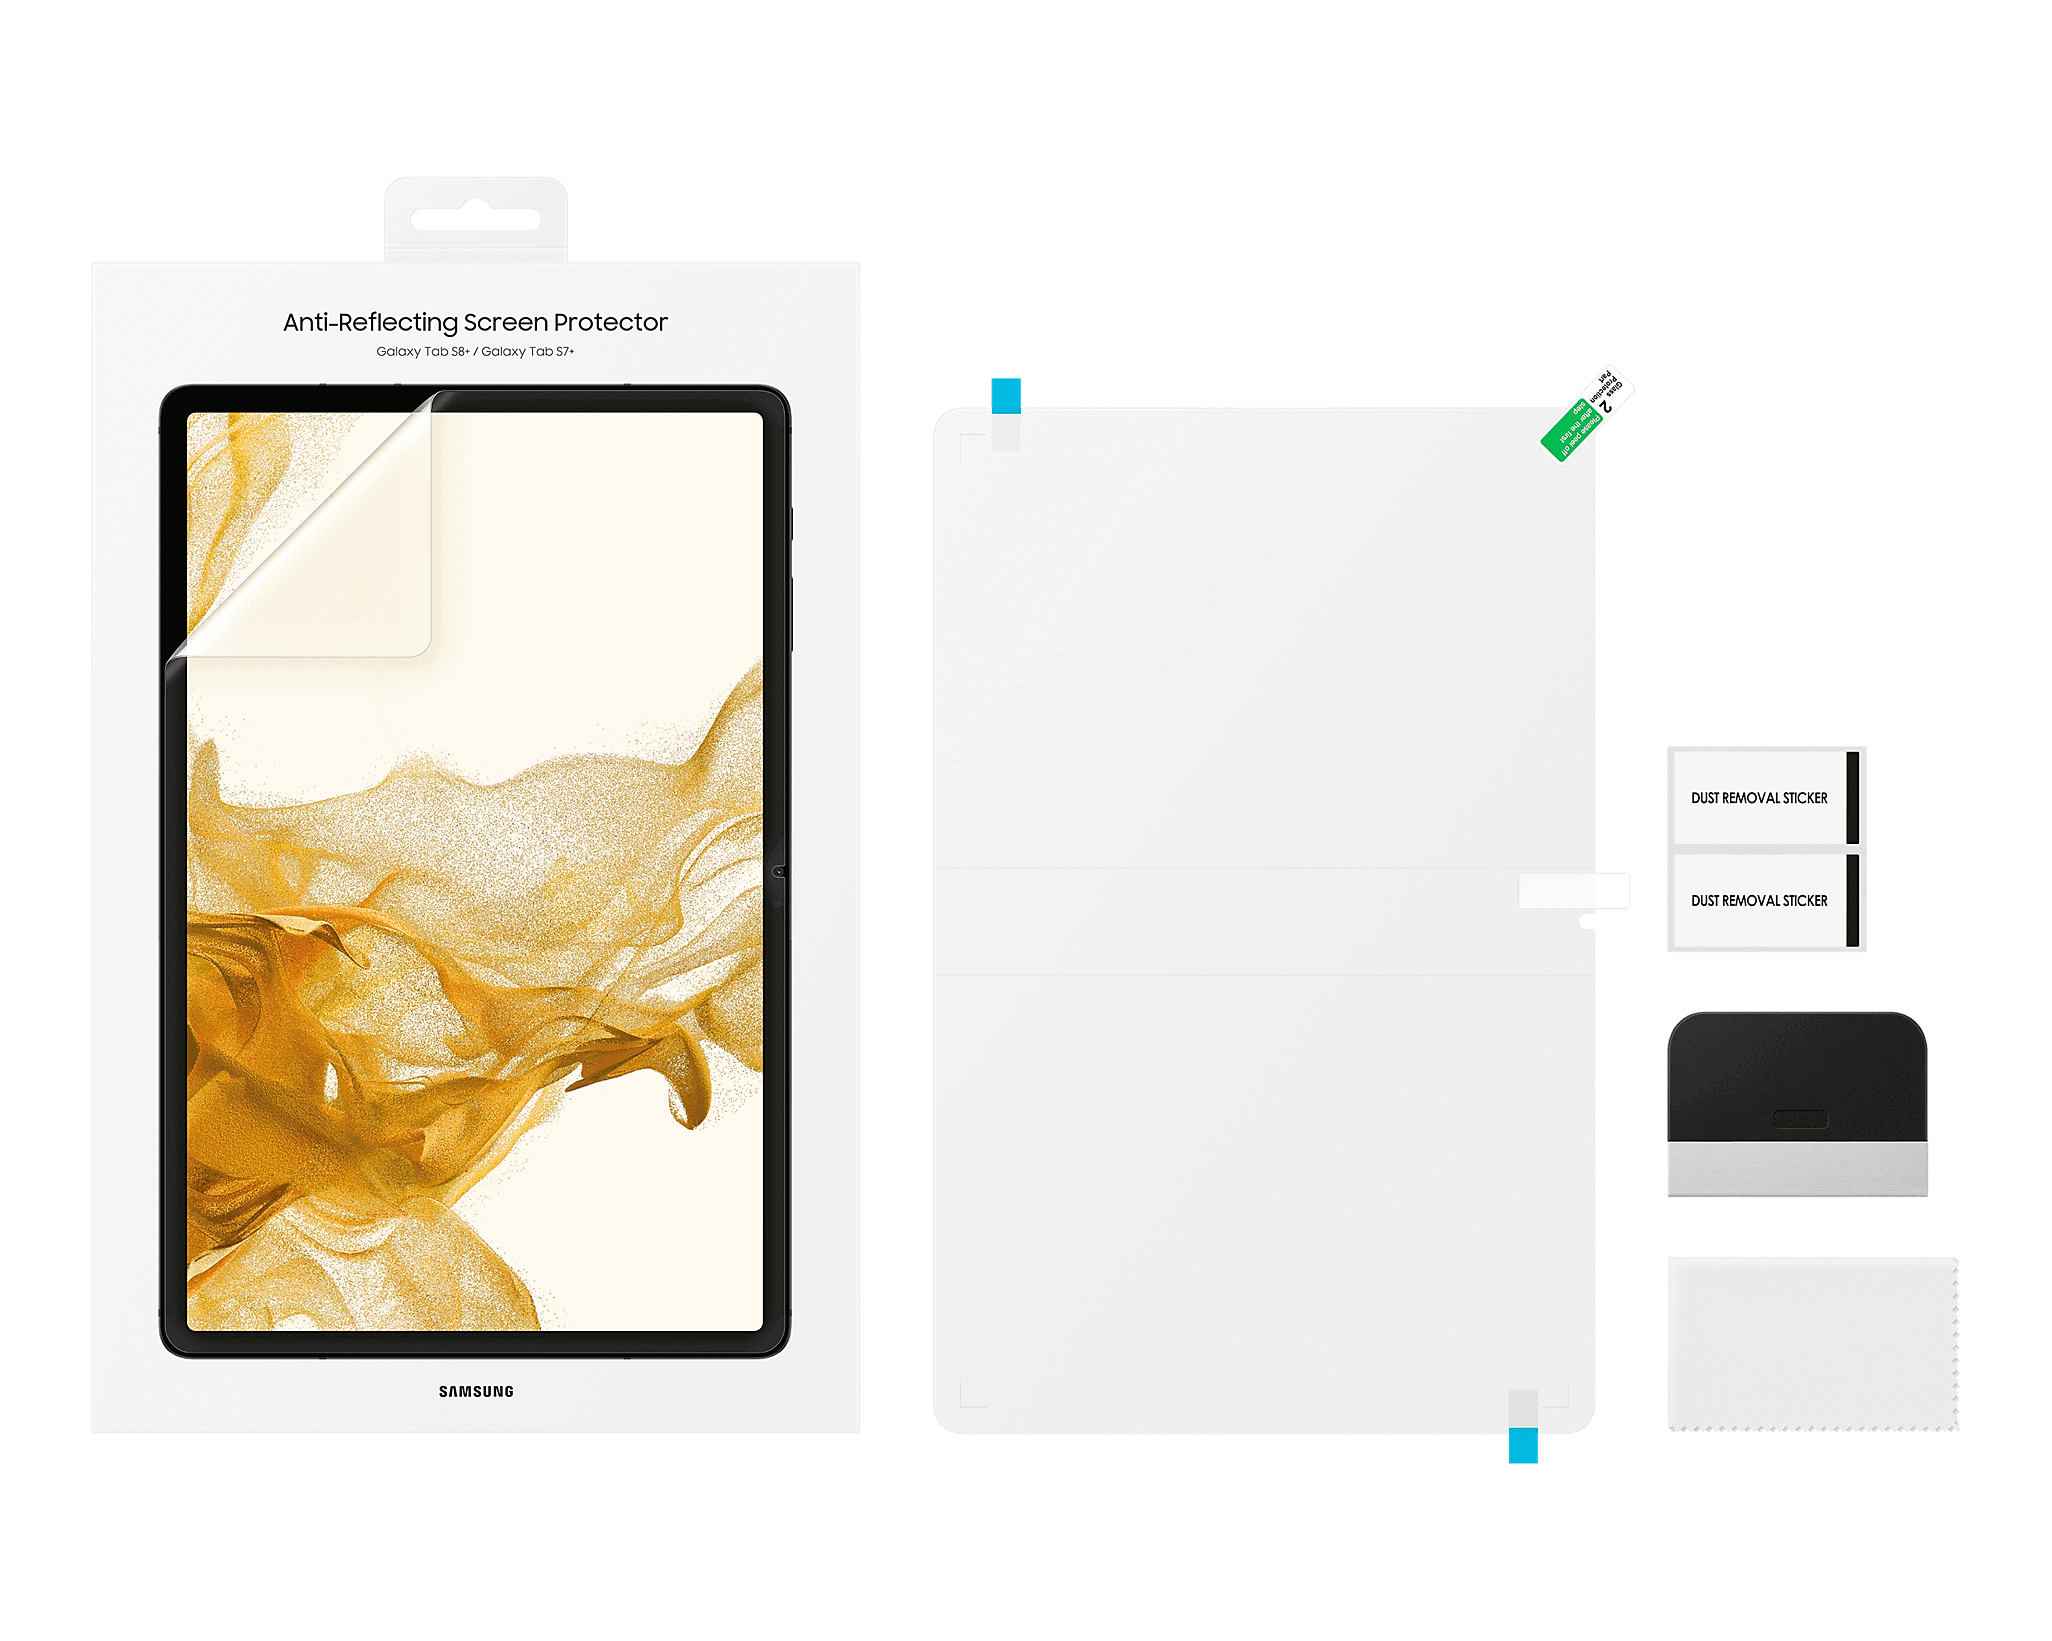 Anti-Reflecting Screen Protector
Galaxy Tab S8+ / Galaxy Tab S7+
SAMSUNG
2
Glass
Protection
Part
Please peel off
after the first
step
DUST REMOVAL STICKER
DUST REMOVAL STICKER